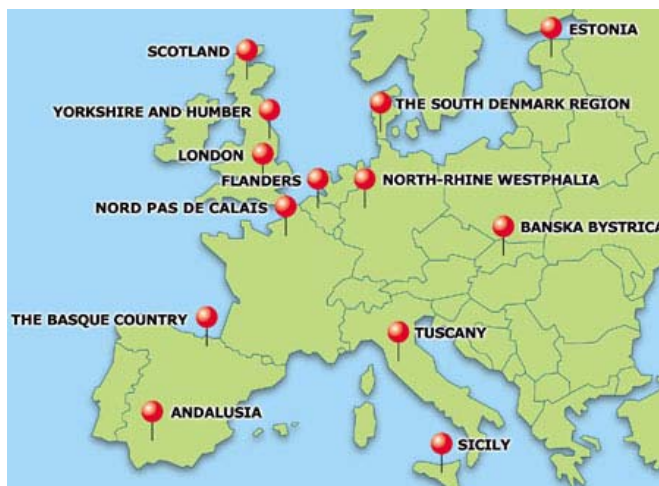 ESTONIA
SCOTLAND
THE SOUTH DENMARK REGION
YORKSHIRE AND HUMBER
LONDON
FLANDERS
NORTH-RHINE WESTPHALIA
NORD PAS DE CALAIS
BANSKA BYSTRICA
THE BASQUE COUNTRY
TUSCANY
ANDALUSIA
SICILY